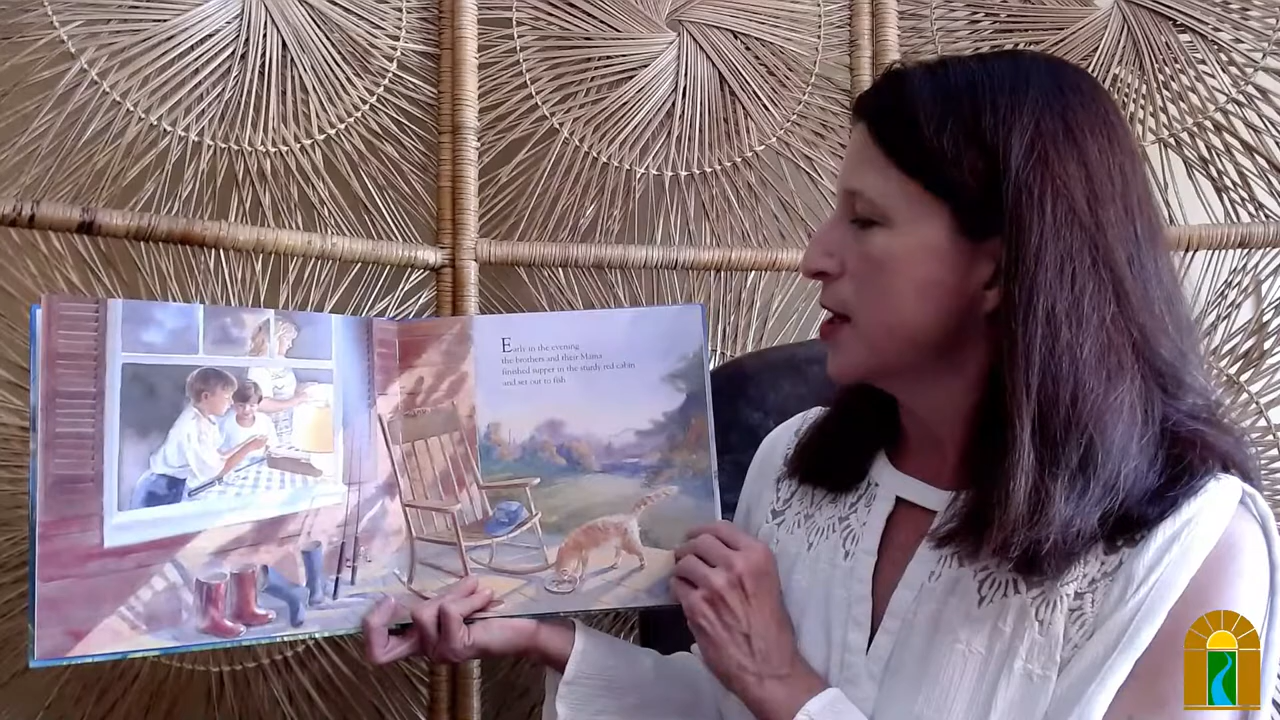 Early in the evening
the brothers and their Mama
finished supper in the sturdy red cabin
and set out to fish